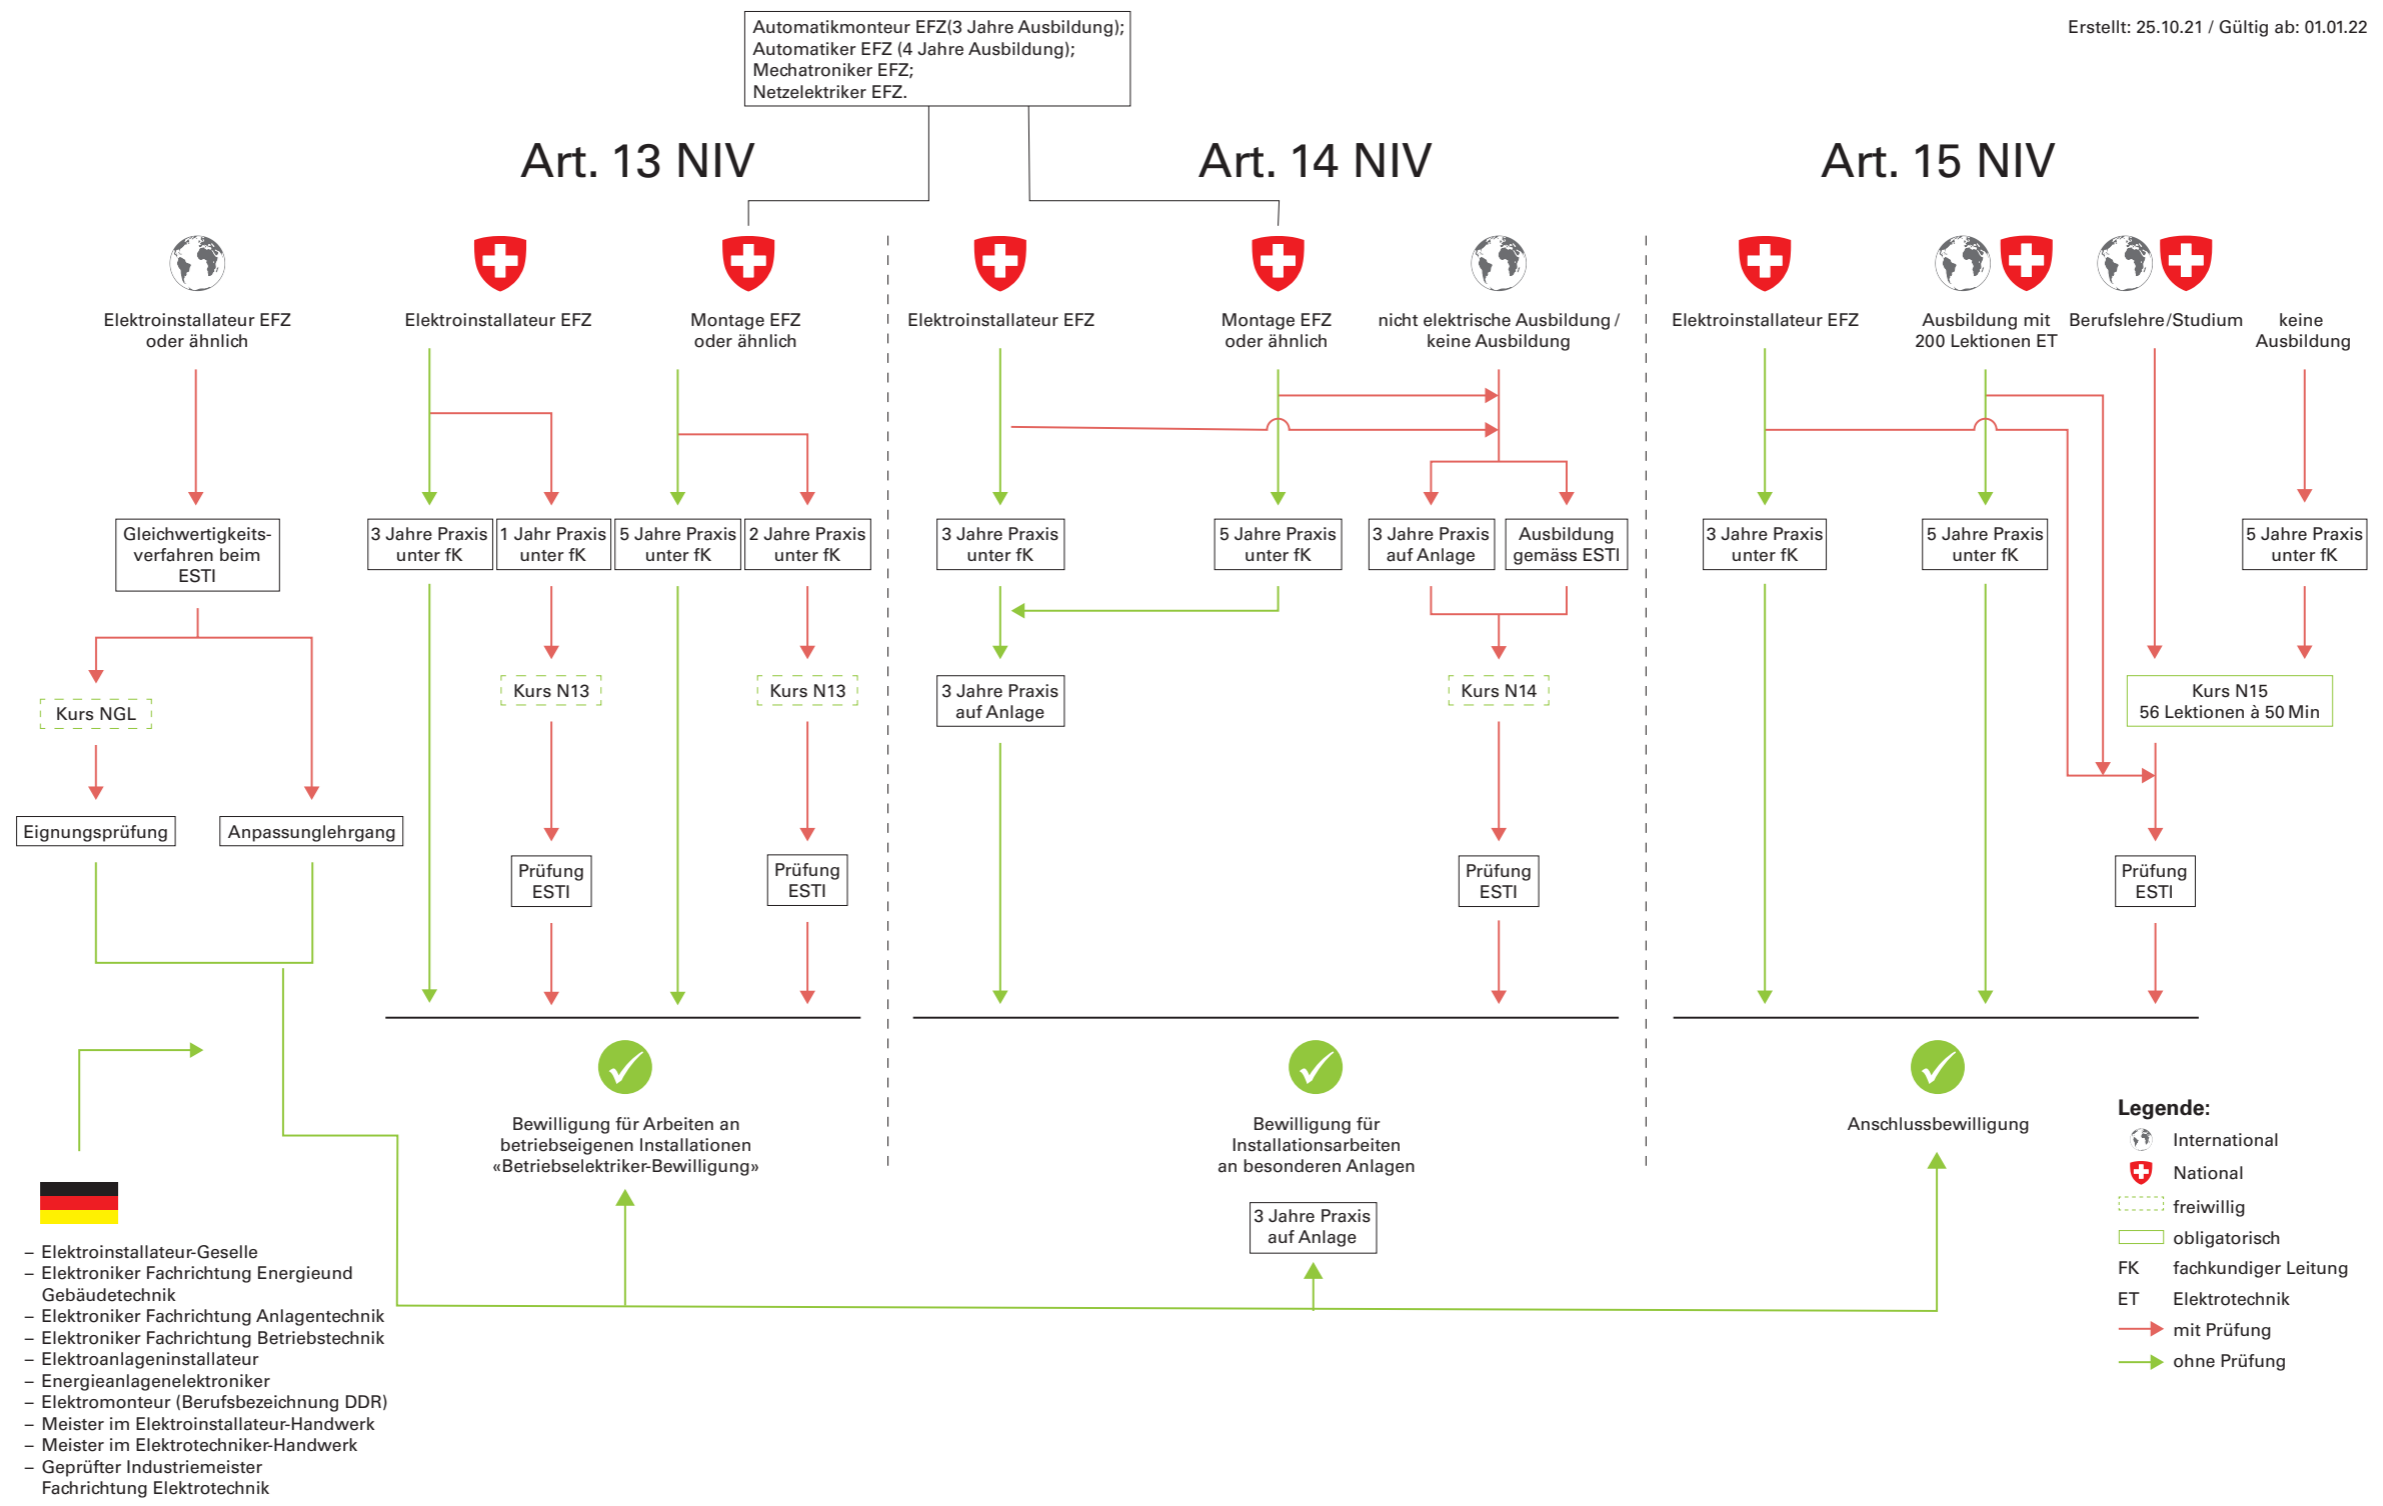 Automatikmonteur EFZ(3 Jahre Ausbildung);
Automatiker EFZ (4 Jahre Ausbildung);
Mechatroniker EFZ;
Netzelektriker EFZ.
Erstellt: 25.10.21 / Gültig ab: 01.01.22
Art. 13 NIV
Art. 14 NIV
Art. 15 NIV
Elektroinstallateur EFZ
oder ähnlich
Elektroinstallateur EFZ
Montage EFZ
oder ähnlich
Elektroinstallateur EFZ
Montage EFZ
oder ähnlich
nicht elektrische Ausbildung /
keine Ausbildung
Elektroinstallateur EFZ
Ausbildung mit
200 Lektionen ET
Berufslehre/Studium
keine
Ausbildung
Gleichwertigkeits-
verfahren beim
ESTI
3 Jahre Praxis
unter fK
1 Jahr Praxis
unter fK
5 Jahre Praxis
unter fK
2 Jahre Praxis
unter fK
3 Jahre Praxis
unter fK
5 Jahre Praxis
unter fK
3 Jahre Praxis
auf Anlage
Ausbildung
gemäss ESTI
3 Jahre Praxis
unter fK
5 Jahre Praxis
unter fK
5 Jahre Praxis
unter fK
Kurs NGL
Kurs N13
Kurs N13
3 Jahre Praxis
auf Anlage
Kurs N14
Kurs N15
56 Lektionen à 50 Min
Eignungsprüfung
Anpassunglehrgang
Prüfung
ESTI
Prüfung
ESTI
Prüfung
ESTI
Prüfung
ESTI
Bewilligung für Arbeiten an
betriebseigenen Installationen
«Betriebselektriker-Bewilligung»
Bewilligung für
Installationsarbeiten
an besonderen Anlagen
3 Jahre Praxis
auf Anlage
Anschlussbewilligung
Legende:
International
National
freiwillig
obligatorisch
FK fachkundiger Leitung
ET Elektrotechnik
mit Prüfung
ohne Prüfung
– Elektroinstallateur-Geselle
– Elektroniker Fachrichtung Energieund
Gebäudetechnik
– Elektroniker Fachrichtung Anlagentechnik
– Elektroniker Fachrichtung Betriebstechnik
– Elektroanlageninstallateur
– Energieanlagenelektroniker
– Elektromonteur (Berufsbezeichnung DDR)
– Meister im Elektroinstallateur-Handwerk
– Meister im Elektrotechniker-Handwerk
– Geprüfter Industriemeister
Fachrichtung Elektrotechnik